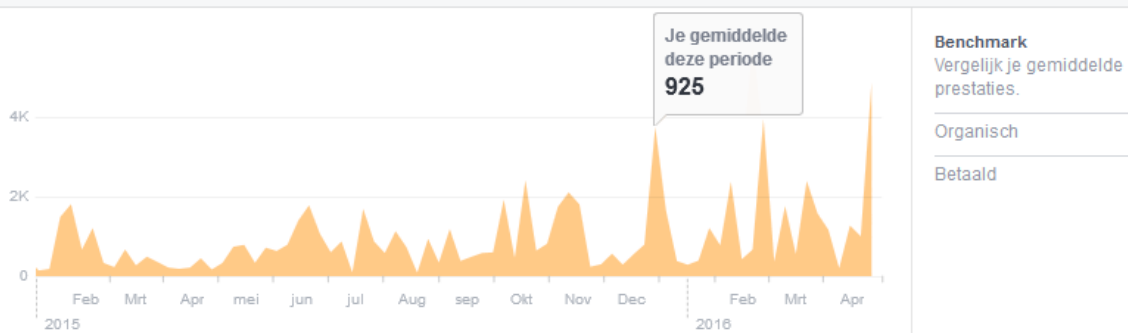 Je gemiddelde
deze periode
925
Benchmark
Vergelijk je gemiddelde
prestaties.
Organisch
Betaald
4K
2K
0
Feb Mrt Apr mei jun jul Aug sep Okt Nov Dec Feb Mrt Apr
2015 2016